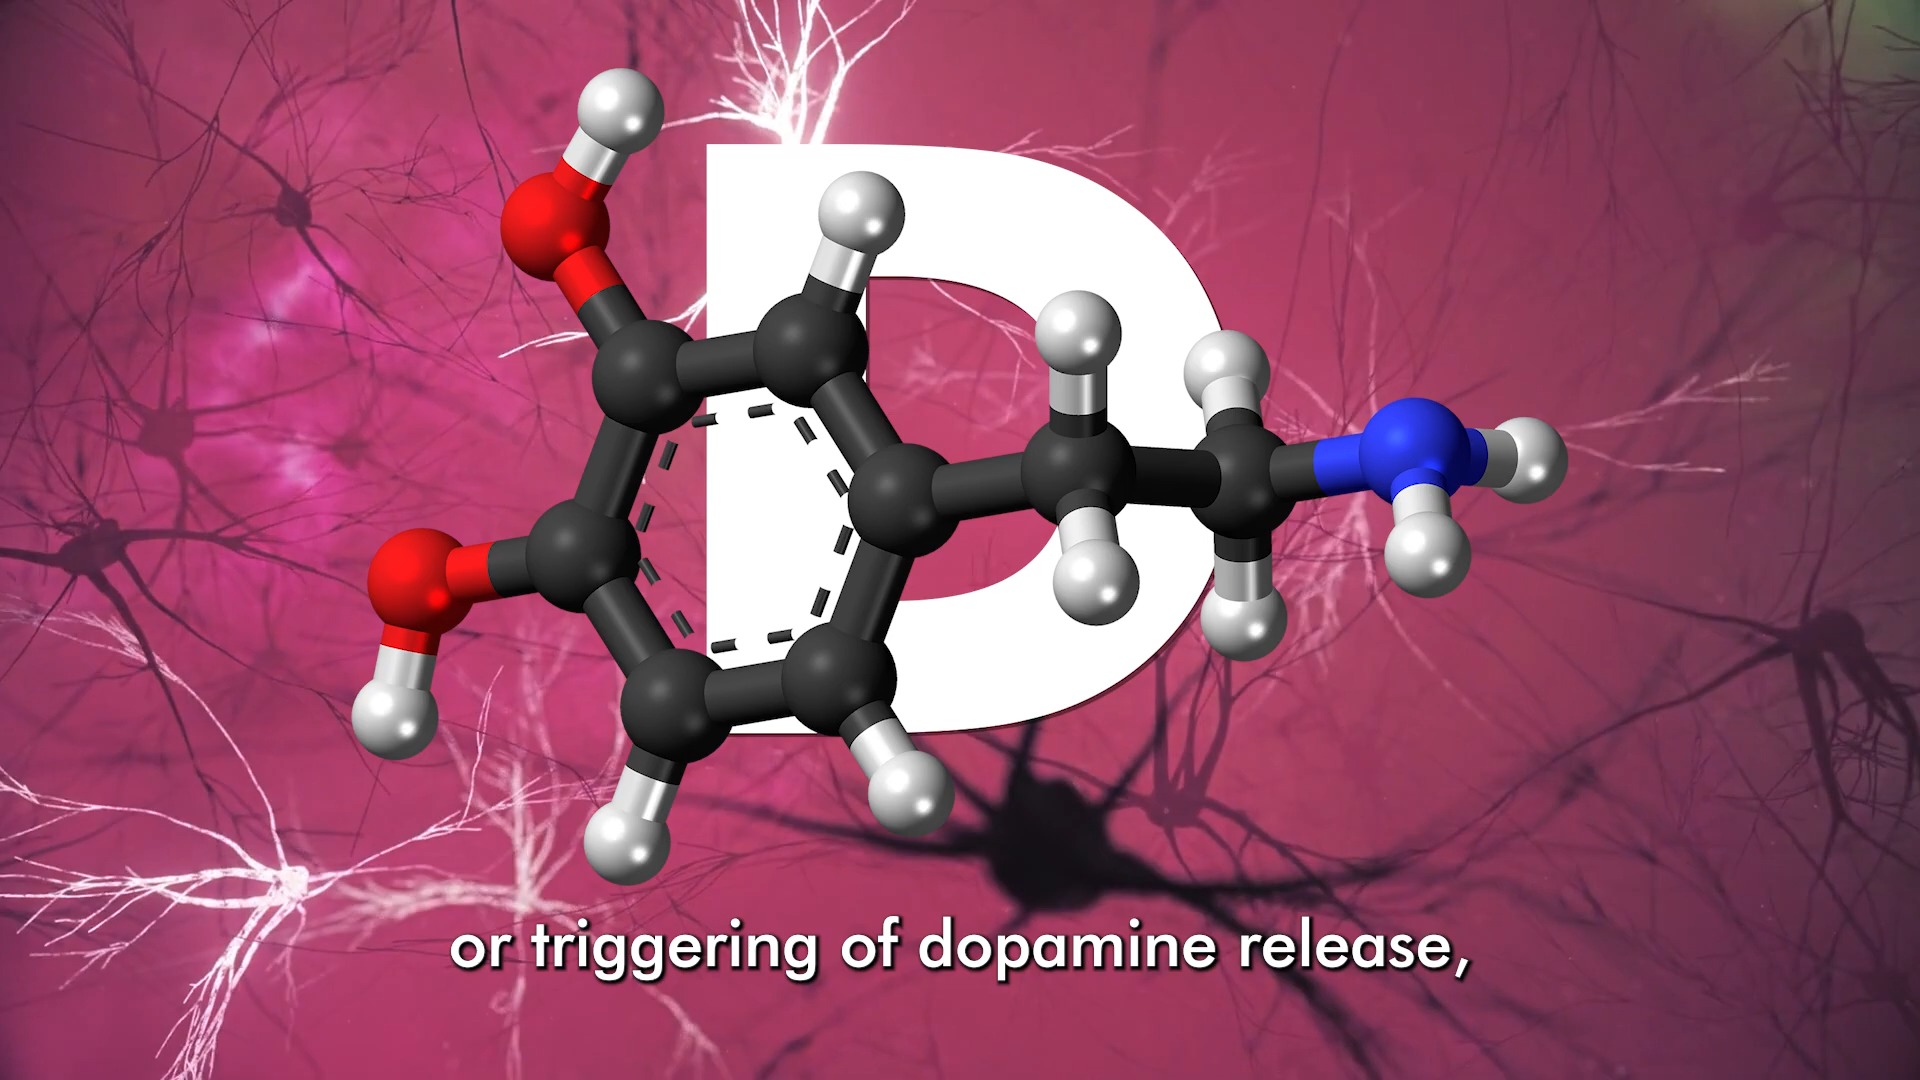 D
or triggering of dopamine release,